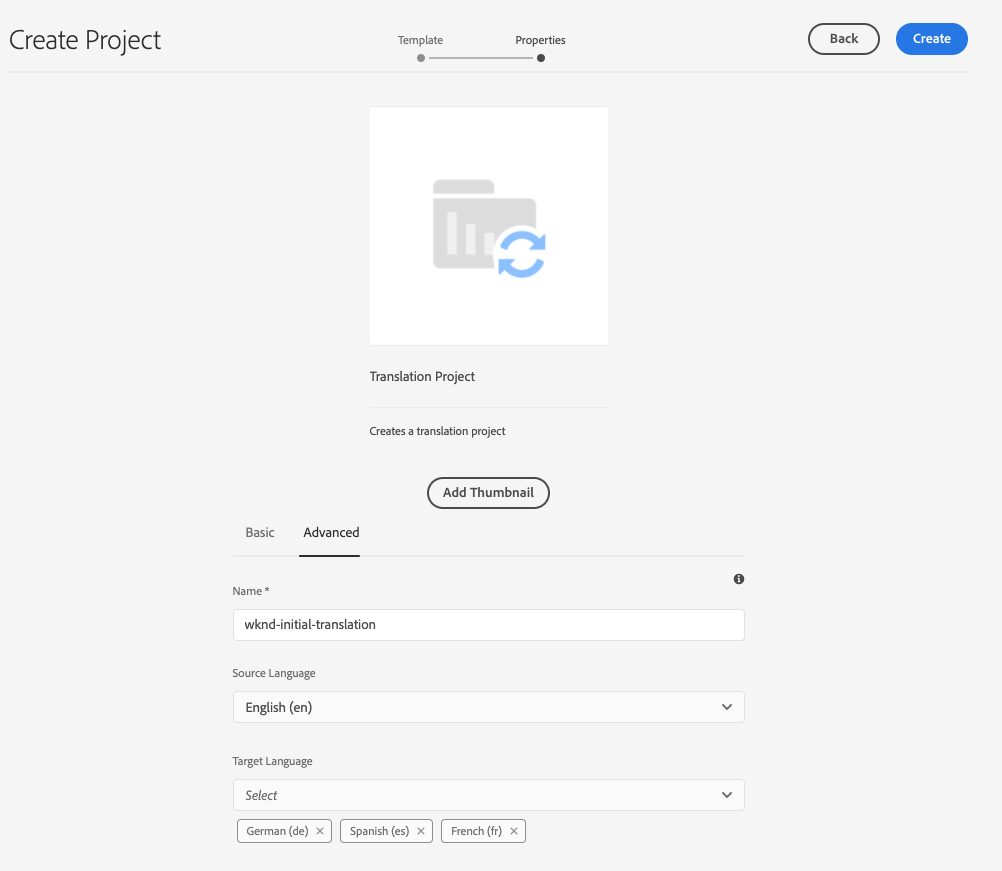 Create Project
Template
Properties
Back
Create
Translation Project
Creates a translation project
Add Thumbnail
Basic
Advanced
Name *
wknd-initial-translation
Source Language
English (en)
Target Language
Select
German (de) × Spanish (es) × French (fr) ×